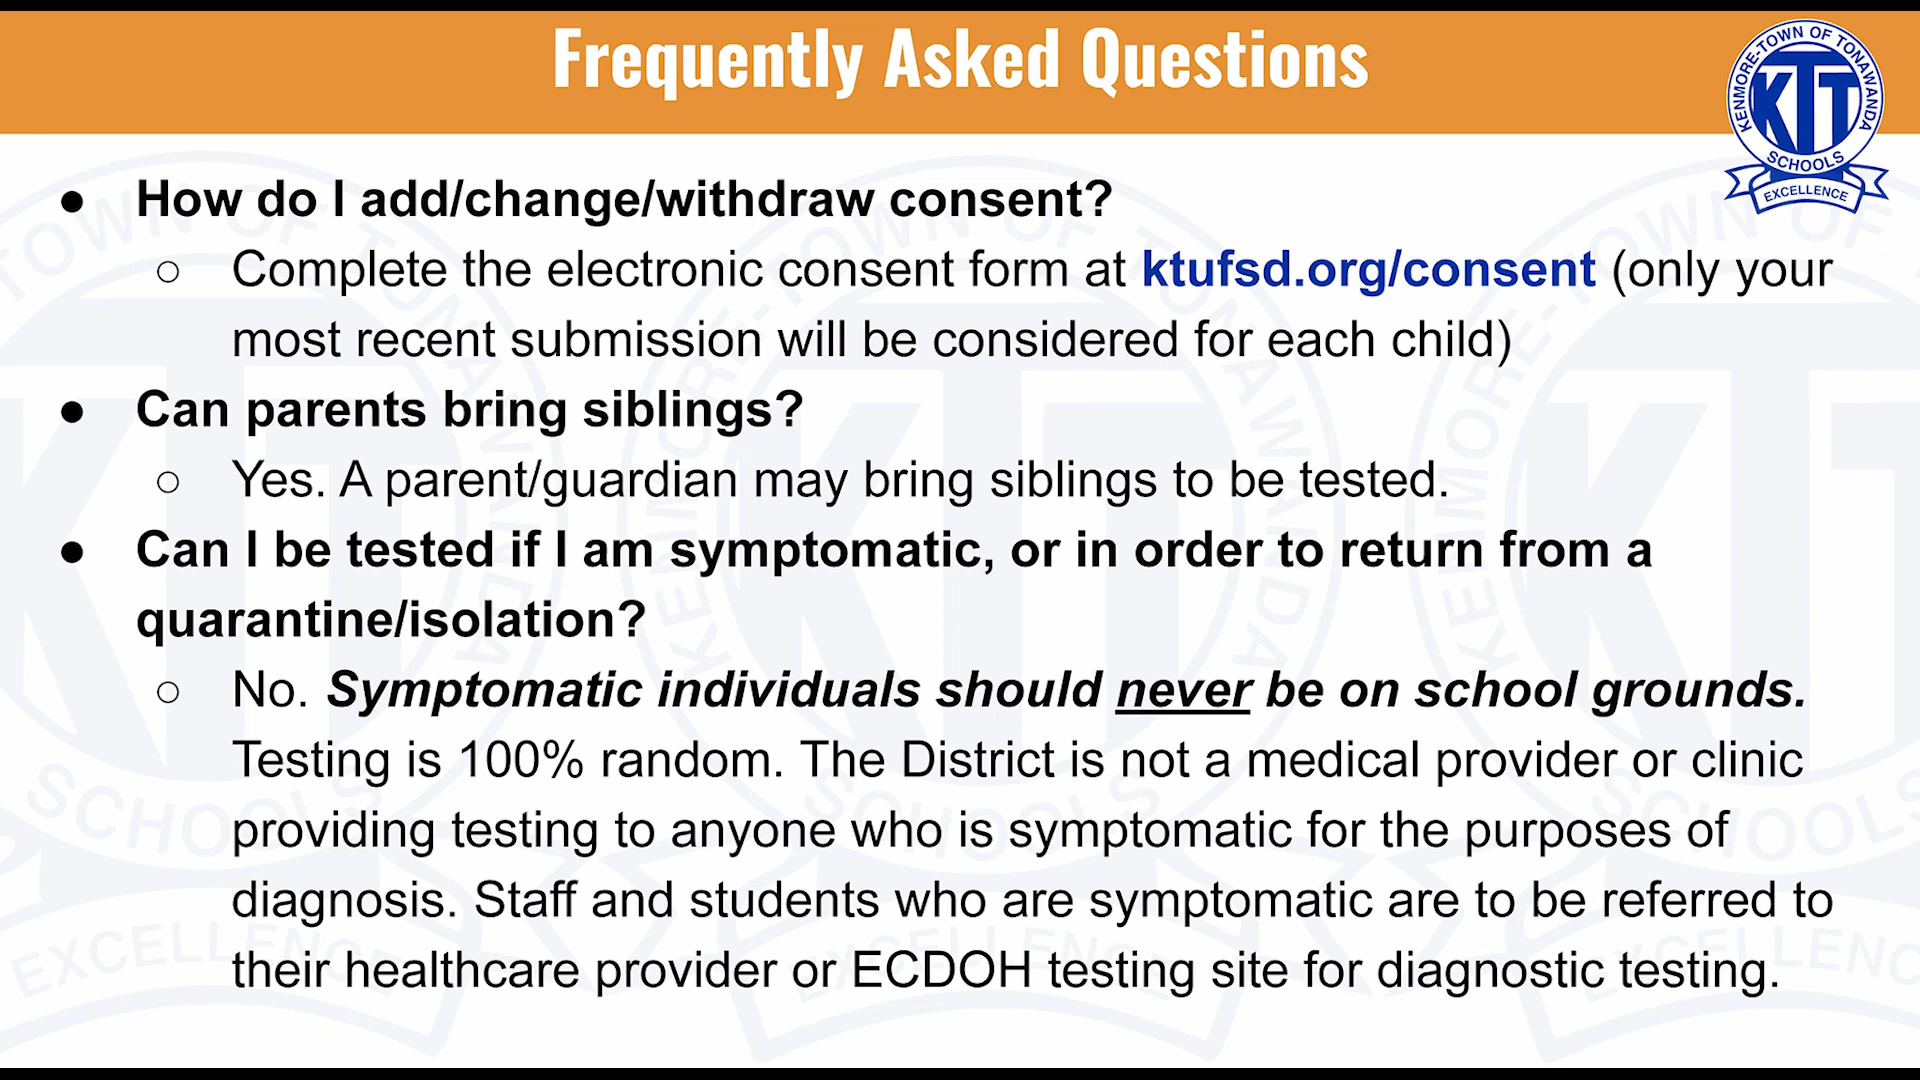 Frequently Asked Questions
KENMORE-TOWN OF TONAWANDA
KTT
SCHOOLS
EXCELLENCE
● How do I add/change/withdraw consent?
○ Complete the electronic consent form at ktufsd.org/consent (only your
most recent submission will be considered for each child)
● Can parents bring siblings?
○ Yes. A parent/guardian may bring siblings to be tested.
● Can I be tested if I am symptomatic, or in order to return from a
quarantine/isolation?
○ No. Symptomatic individuals should never be on school grounds.
Testing is 100% random. The District is not a medical provider or clinic
providing testing to anyone who is symptomatic for the purposes of
diagnosis. Staff and students who are symptomatic are to be referred to
their healthcare provider or ECDOH testing site for diagnostic testing.